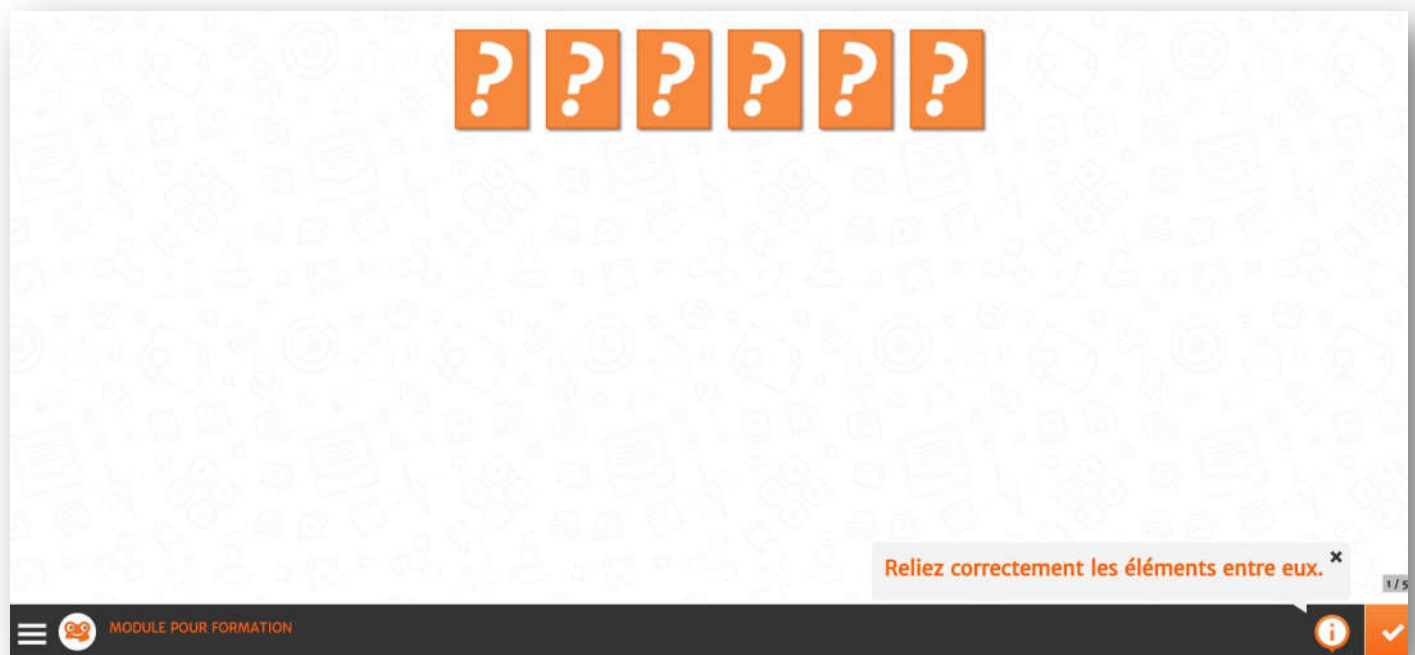 ? ? ? ? ? ?
Reliez correctement les éléments entre eux.
1 / 5
MODULE POUR FORMATION